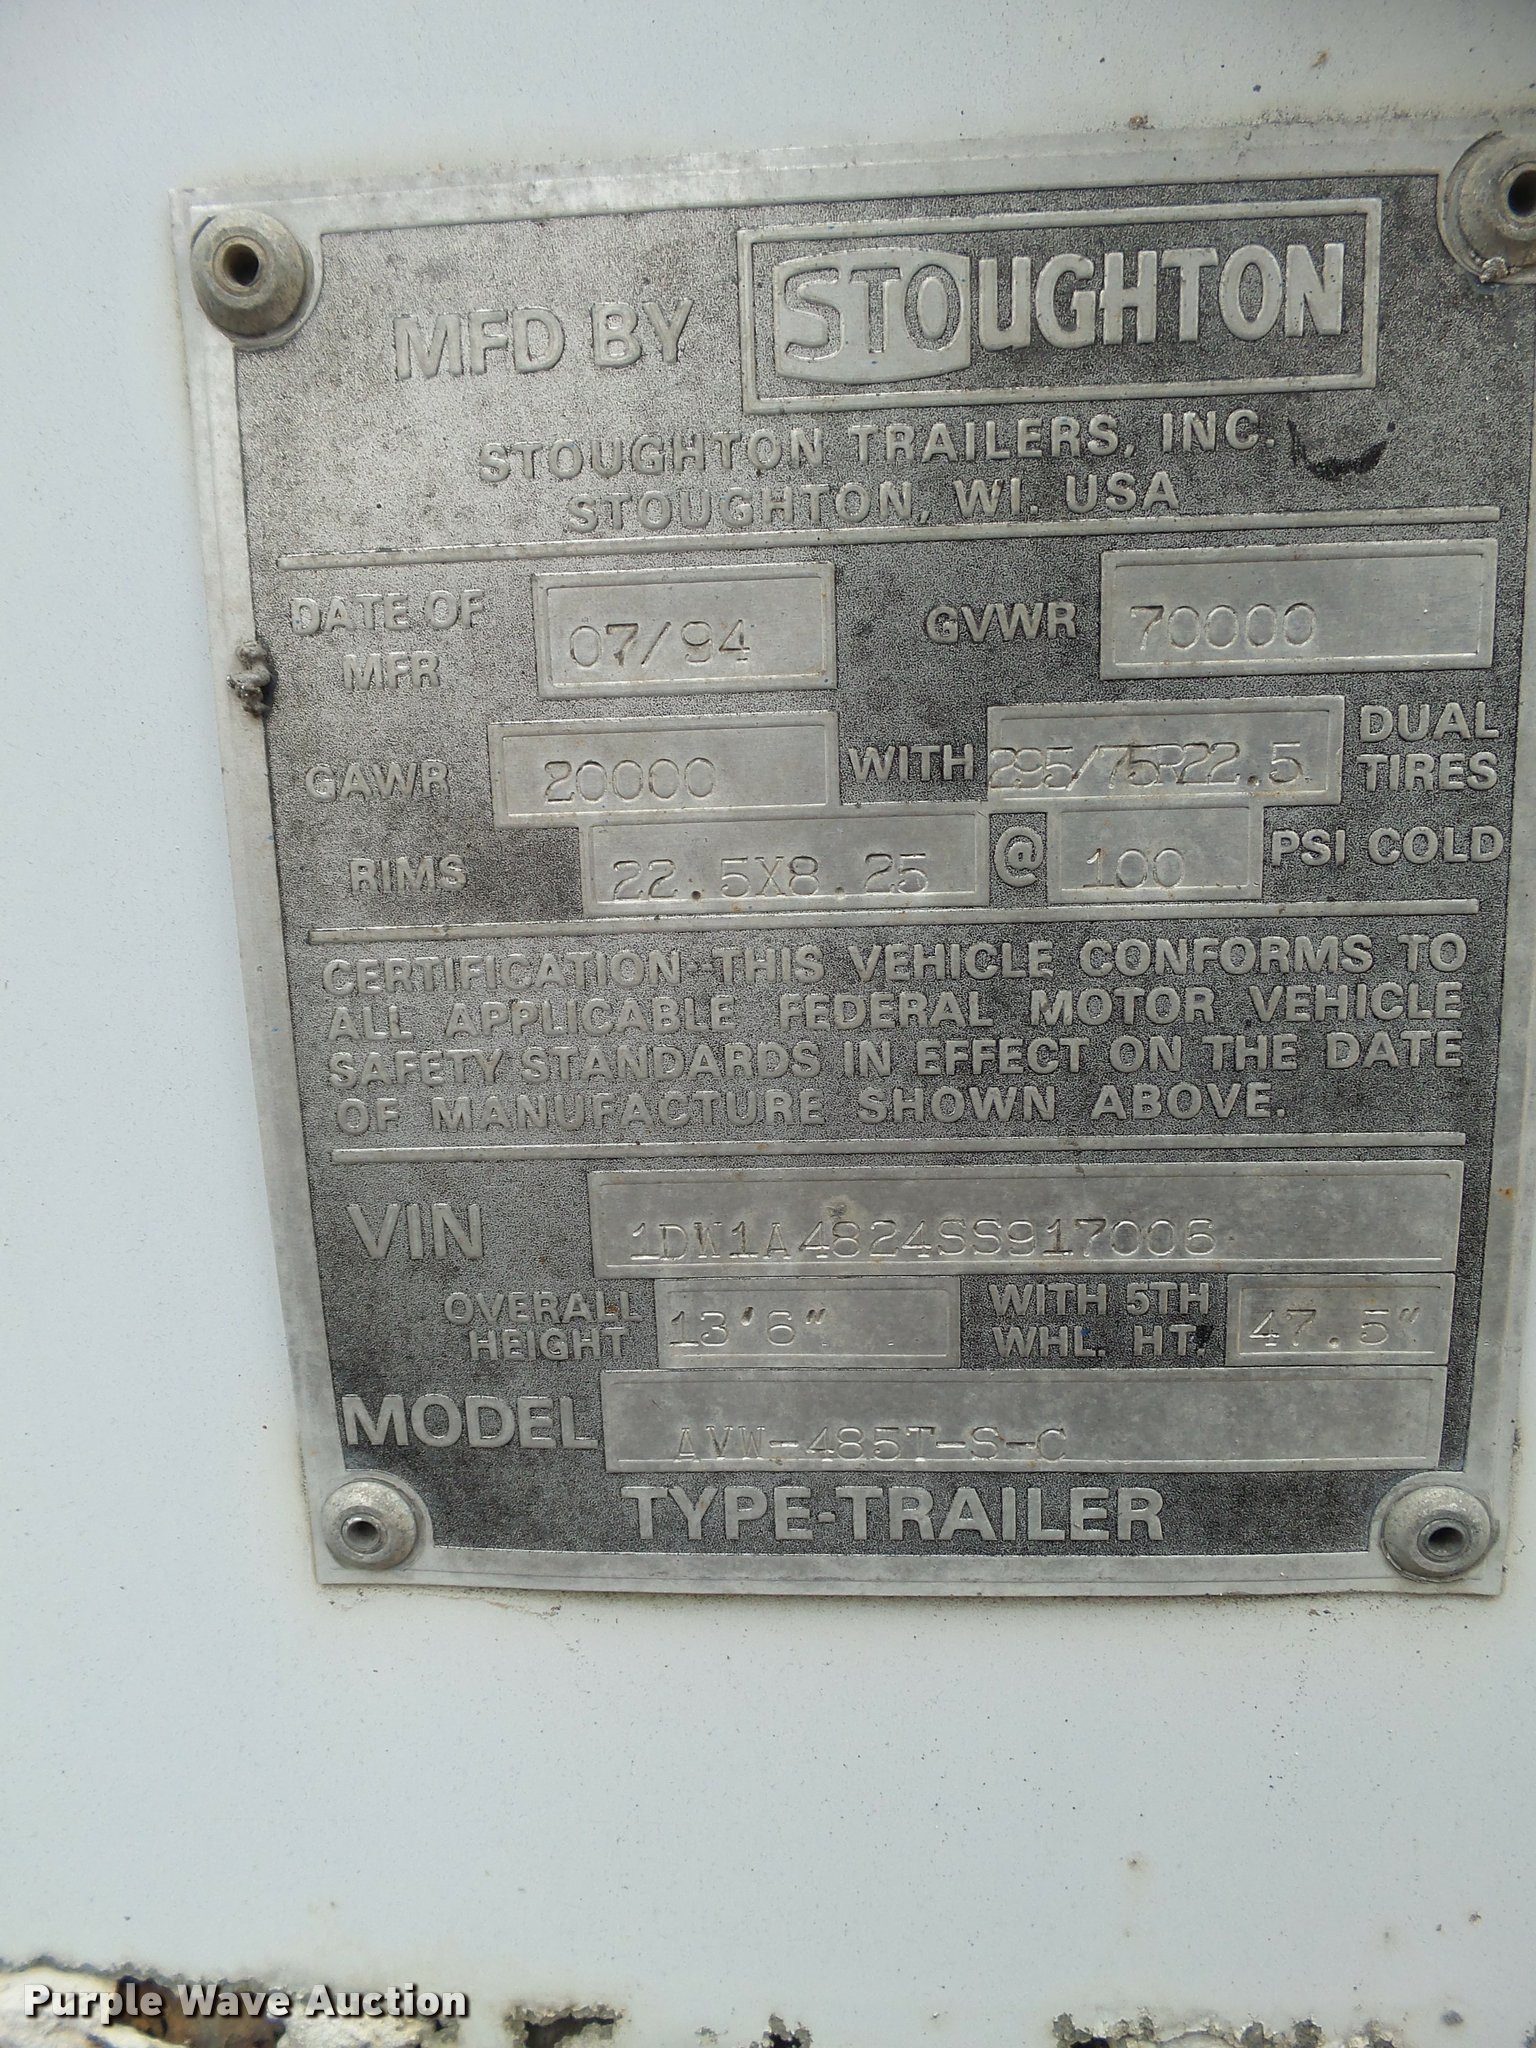 MFD BY STOUGHTON
STOUGHTON TRAILERS, INC.
STOUGHTON, WI. USA
DATE OF MFR 07/94 GVWR 70000
GAWR 20000 WITH 295/75R22.5 DUAL TIRES
RIMS 22.5X8.25 @ 100 PSI COLD
CERTIFICATION-THIS VEHICLE CONFORMS TO
ALL APPLICABLE FEDERAL MOTOR VEHICLE
SAFETY STANDARDS IN EFFECT ON THE DATE
OF MANUFACTURE SHOWN ABOVE.
VIN 1DW1A4824SS917006
OVERALL HEIGHT 13'6" WITH 5TH WHL. HT. 47.5"
MODEL AVW-485T-S-C
TYPE-TRAILER
Purple Wave Auction